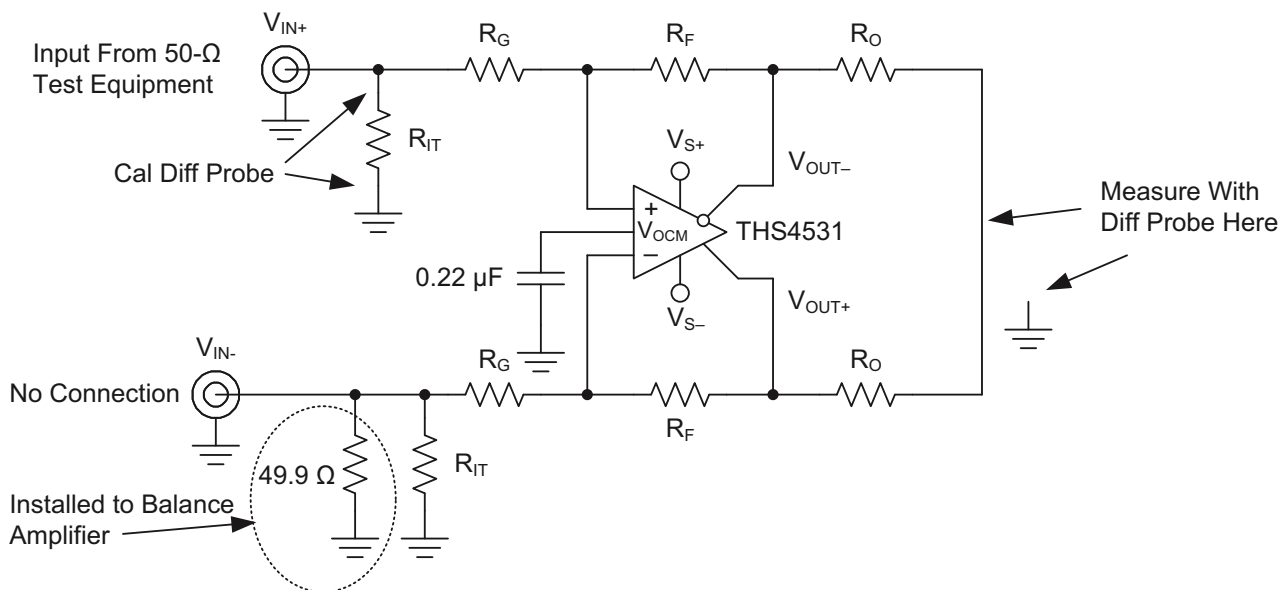 V_IN+
Input From 50-Ω
Test Equipment
R_G
R_F
R_O
R_IT
Cal Diff Probe
V_S+
V_OUT–
Measure With
Diff Probe Here
+
V_OCM
–
THS4531
0.22 µF
V_S–
V_OUT+
V_IN-
No Connection
R_G
R_F
R_O
49.9 Ω
R_IT
Installed to Balance
Amplifier